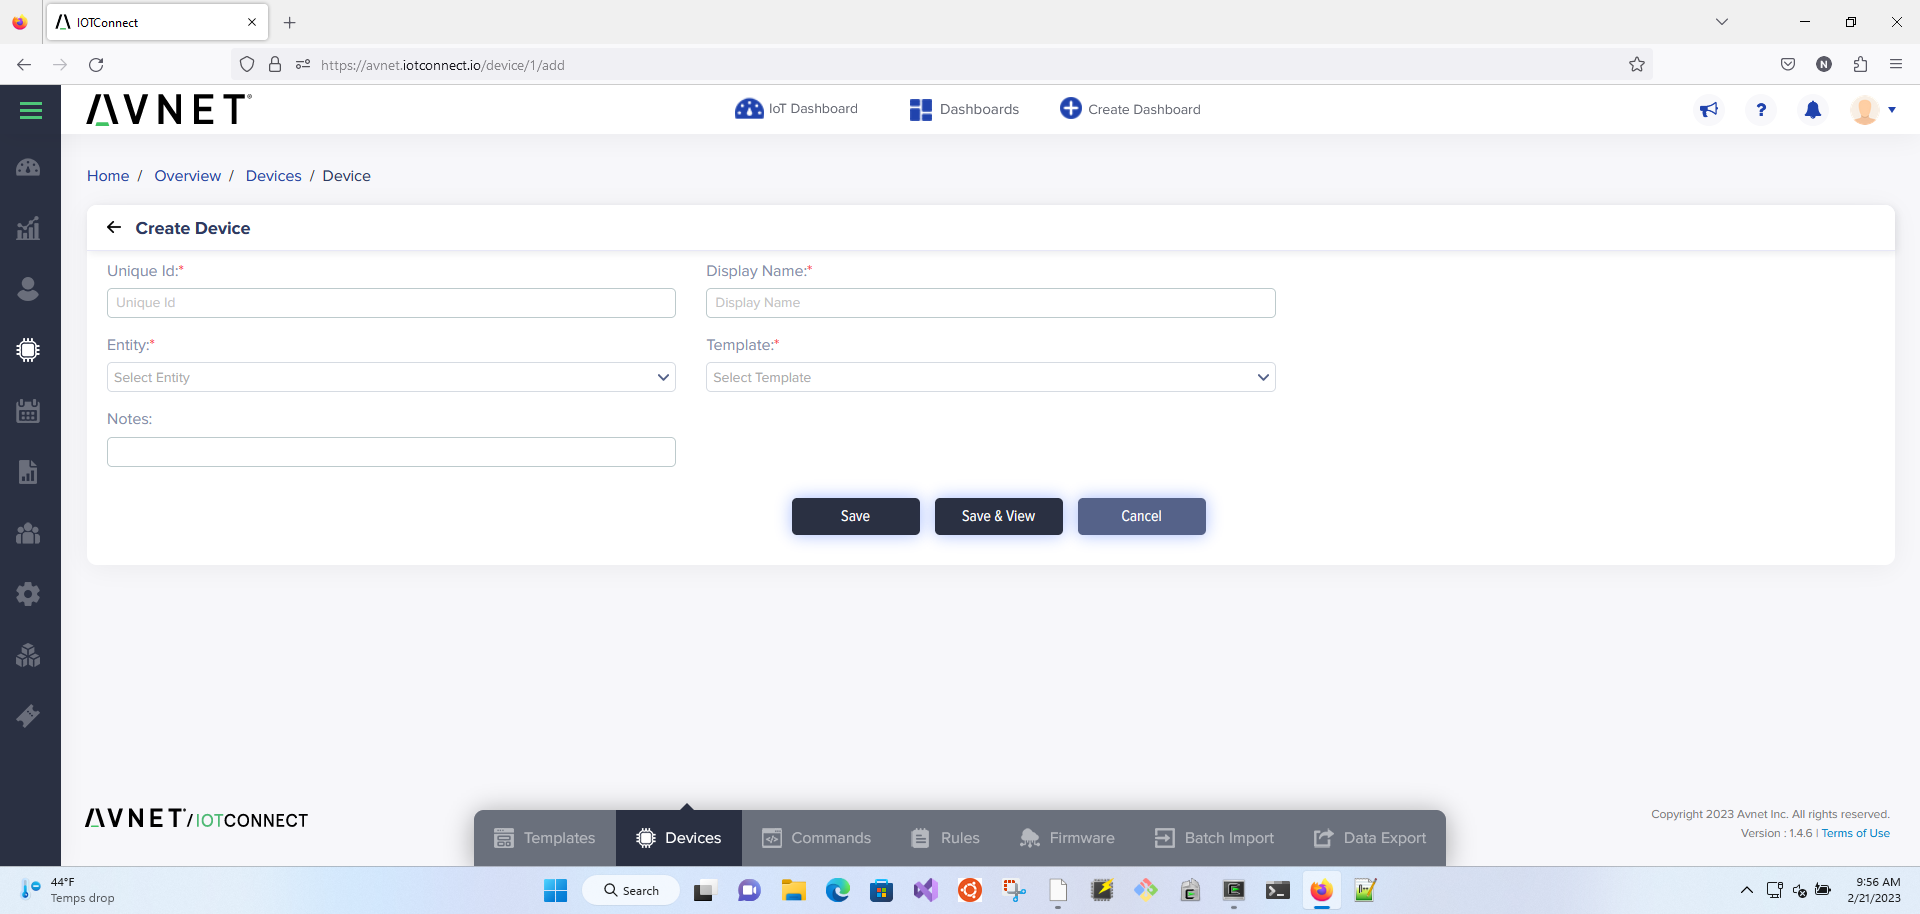 IOTConnect
https://avnet.iotconnect.io/device/1/add
N
AVNET®
IoT Dashboard
Dashboards
Create Dashboard
?
Home / Overview / Devices / Device
Create Device
Unique Id:*
Display Name:*
Unique Id
Display Name
Entity:*
Template:*
Select Entity
Select Template
Notes:
Save
Save & View
Cancel
AVNET®/IOTCONNECT
Templates
Devices
Commands
Rules
Firmware
Batch Import
Data Export
Copyright 2023 Avnet Inc. All rights reserved.
Version : 1.4.6 | Terms of Use
44°F
Temps drop
Search
9:56 AM
2/21/2023